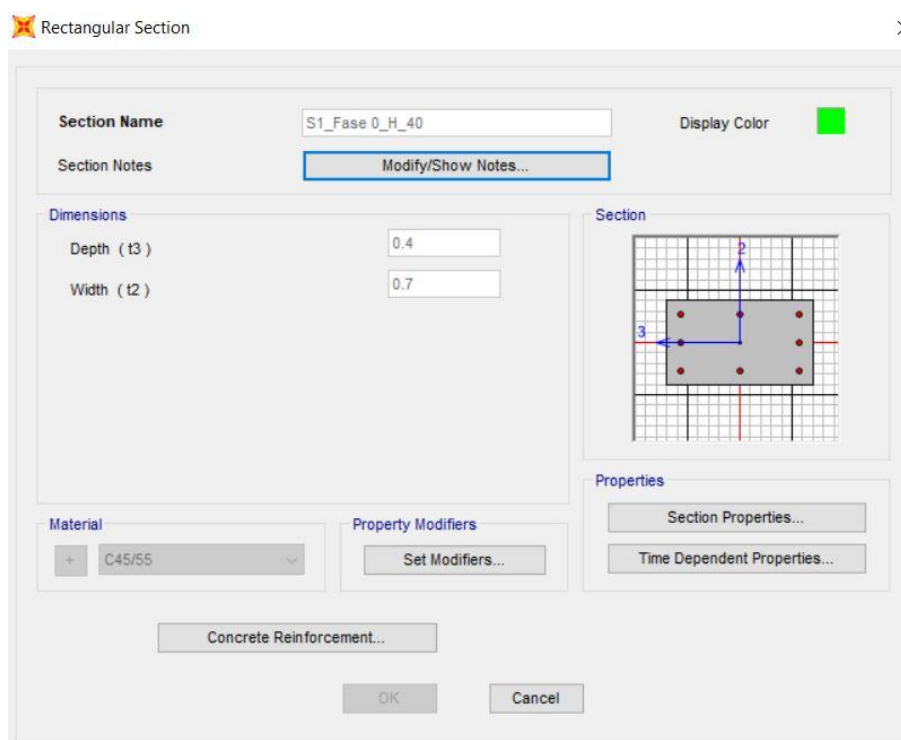 Rectangular Section
Section Name
S1_Fase 0_H_40
Display Color
Section Notes
Modify/Show Notes...
Dimensions
Depth ( t3 )
0.4
Width ( t2 )
0.7
Section
2
3
Properties
Section Properties...
Time Dependent Properties...
Material
+
C45/55
Property Modifiers
Set Modifiers...
Concrete Reinforcement...
OK
Cancel